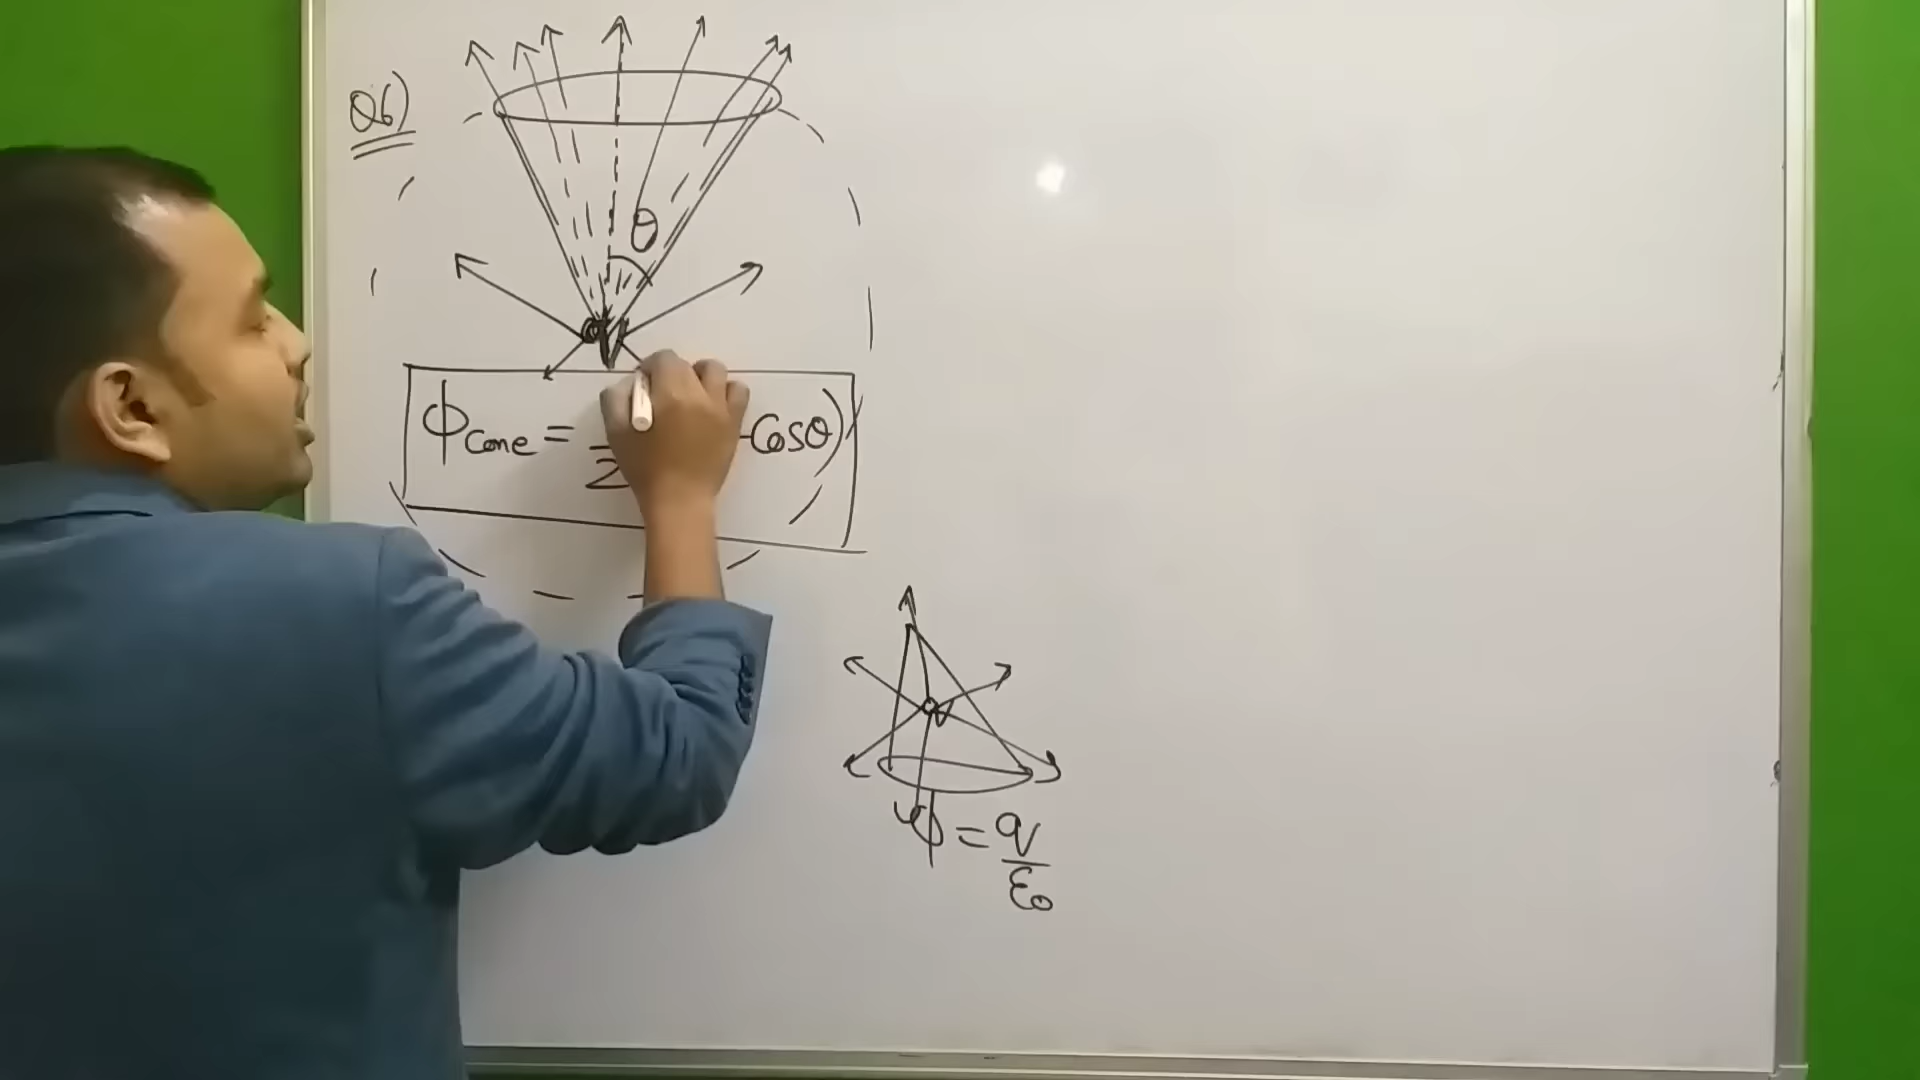 Q6)
θ
ϕcone = 2 -Cosθ)
q
ϕ = q/ε0